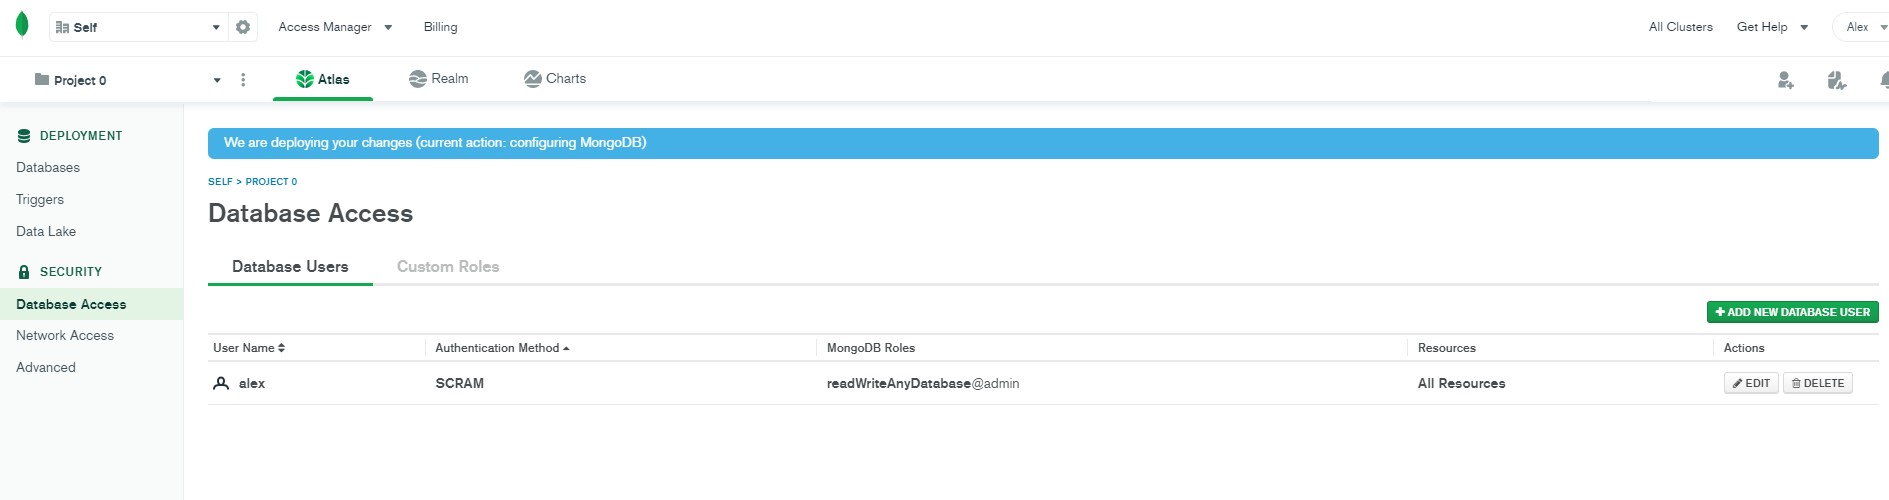 Self Access Manager Billing All Clusters Get Help Alex
Project 0 Atlas Realm Charts
DEPLOYMENT
Databases
Triggers
Data Lake
SECURITY
Database Access
Network Access
Advanced
We are deploying your changes (current action: configuring MongoDB)
SELF > PROJECT 0
Database Access
Database Users Custom Roles
+ ADD NEW DATABASE USER
User Name Authentication Method MongoDB Roles Resources Actions
alex SCRAM readWriteAnyDatabase@admin All Resources EDIT DELETE